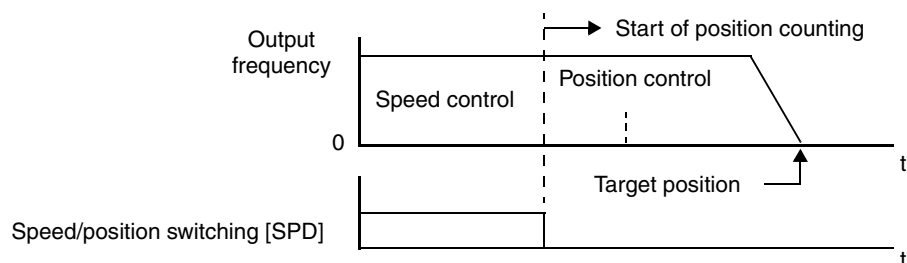 Start of position counting
Output
frequency
Speed control
Position control
0
t
Target position
Speed/position switching [SPD]
t